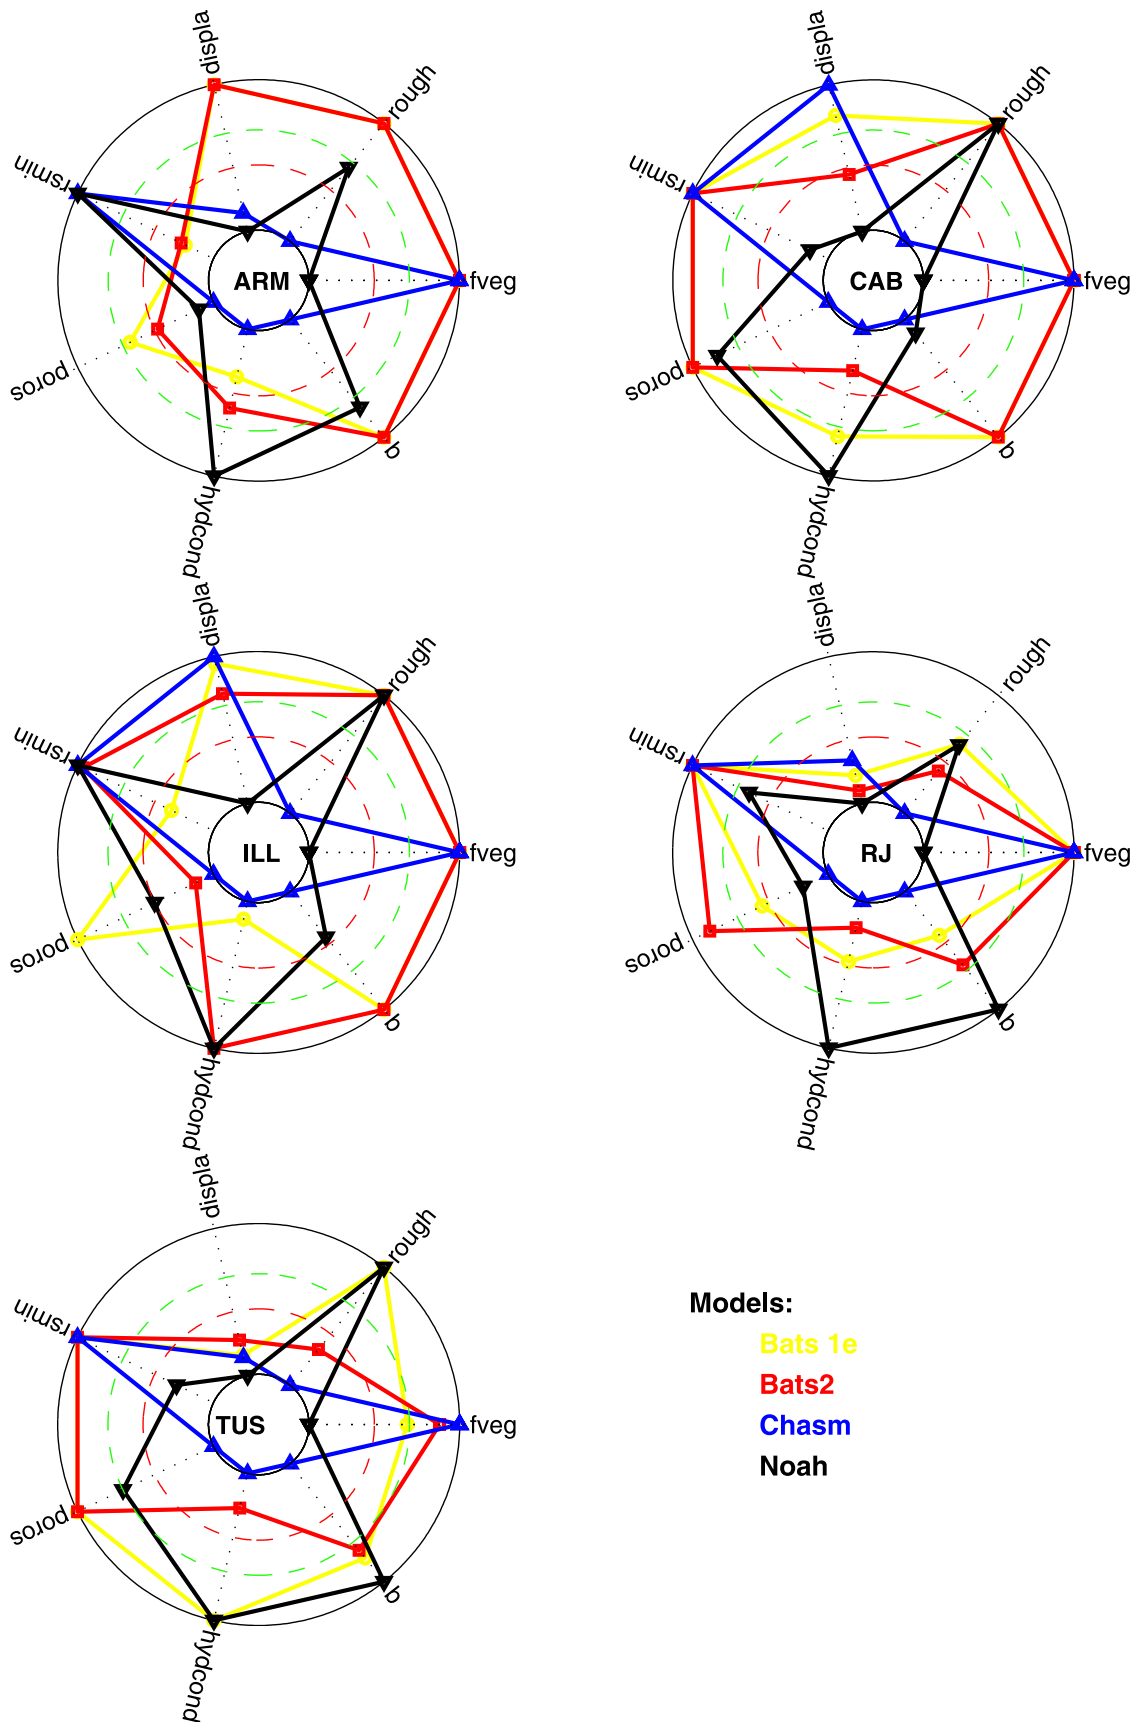 displa
rough
rsmin
ARM
fveg
poros
b
hydcond
displa
rough
rsmin
CAB
fveg
poros
b
hydcond
displa
rough
rsmin
ILL
fveg
poros
b
hydcond
displa
rough
rsmin
RJ
fveg
poros
b
hydcond
displa
rough
rsmin
TUS
fveg
poros
b
hydcond
Models:
Bats 1e
Bats2
Chasm
Noah